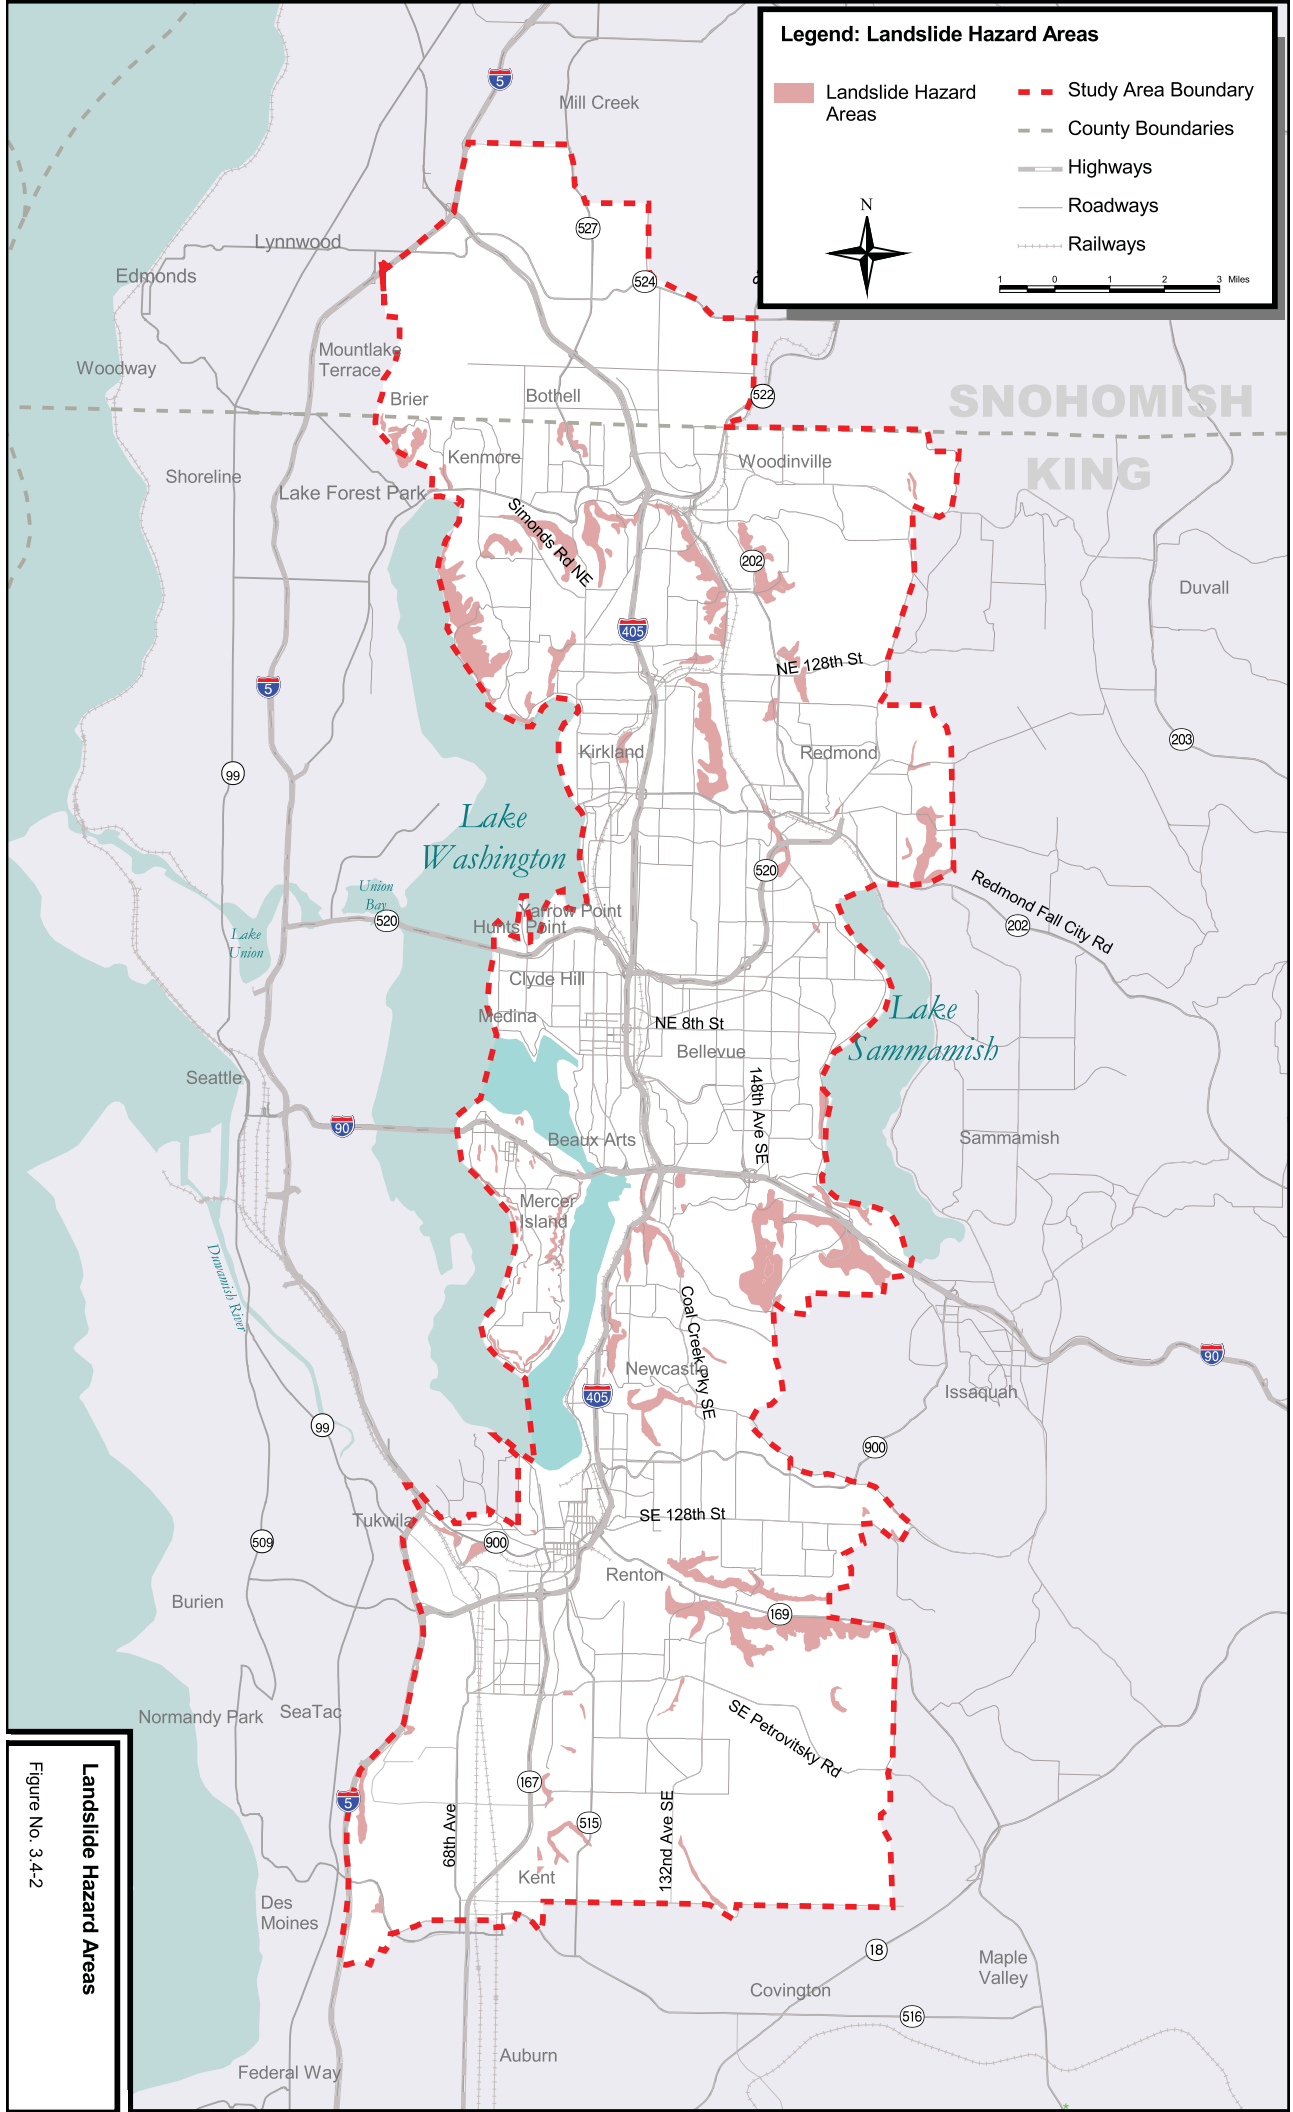 Legend: Landslide Hazard Areas
Landslide Hazard
Areas
Study Area Boundary
County Boundaries
Highways
Roadways
Railways
N
1 0 1 2 3 Miles
5
Mill Creek
527
Lynnwood
Edmonds
524
Mountlake
Terrace
Woodway
Brier
Bothell
522
SNOHOMISH
KING
Kenmore
Woodinville
Shoreline
Lake Forest Park
Simonds Rd NE
202
Duvall
405
NE 128th St
5
203
Kirkland
Redmond
99
Lake
Washington
520
Union
Bay
520
Redmond Fall City Rd
202
Yarrow Point
Hunts Point
Lake
Union
Clyde Hill
Medina
NE 8th St
Lake
Sammamish
Bellevue
Seattle
148th Ave SE
90
Beaux Arts
Sammamish
Mercer
Island
Duwamish River
Coal Creek Pky SE
90
Newcastle
405
Issaquah
99
900
SE 128th St
Tukwila
900
509
Renton
Burien
169
SE Petrovitsky Rd
Normandy Park
SeaTac
167
5
515
68th Ave
132nd Ave SE
Kent
Des
Moines
18
Maple
Valley
Covington
516
Auburn
Federal Way
Landslide Hazard Areas
Figure No. 3.4-2